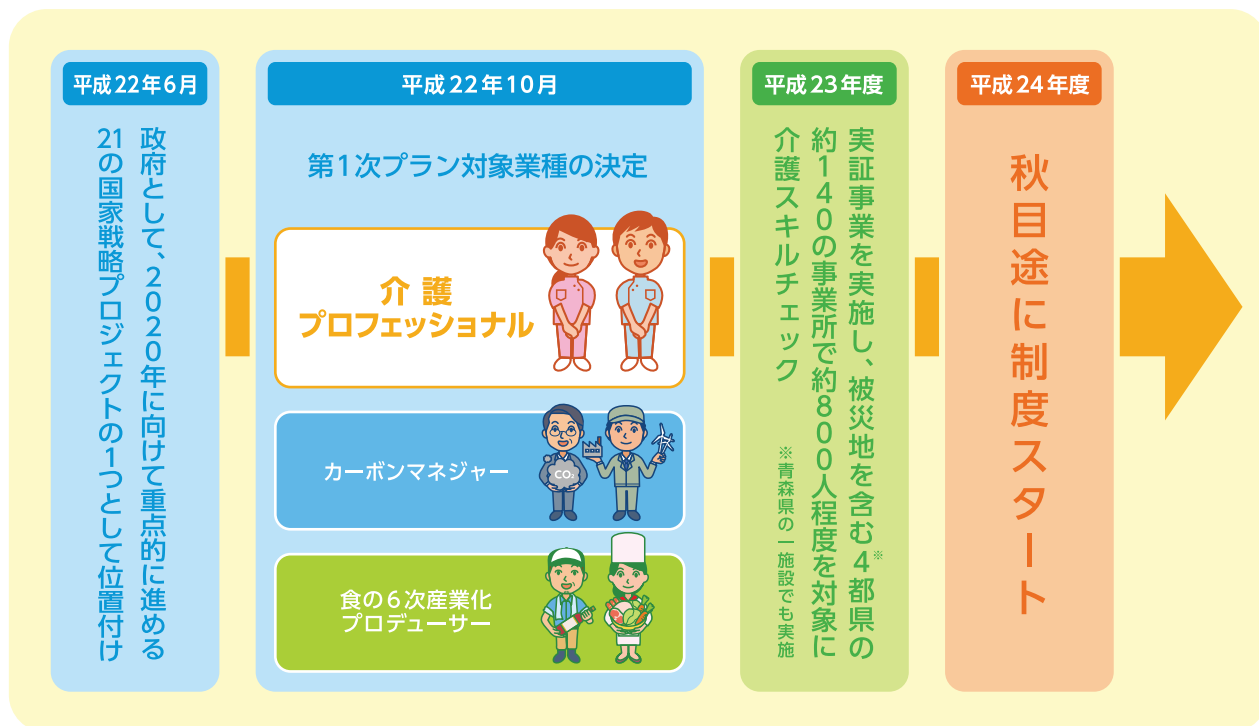 平成22年6月
政府として、2020年に向けて重点的に進める
21の国家戦略プロジェクトの1つとして位置付け
平成22年10月
第1次プラン対象業種の決定
介護
プロフェッショナル
カーボンマネジャー
CO₂
食の6次産業化
プロデューサー
平成23年度
実証事業を実施し、被災地を含む4※都県の
約140の事業所で約800人程度を対象に
介護スキルチェック
※青森県の一施設でも実施
平成24年度
秋目途に制度スタート